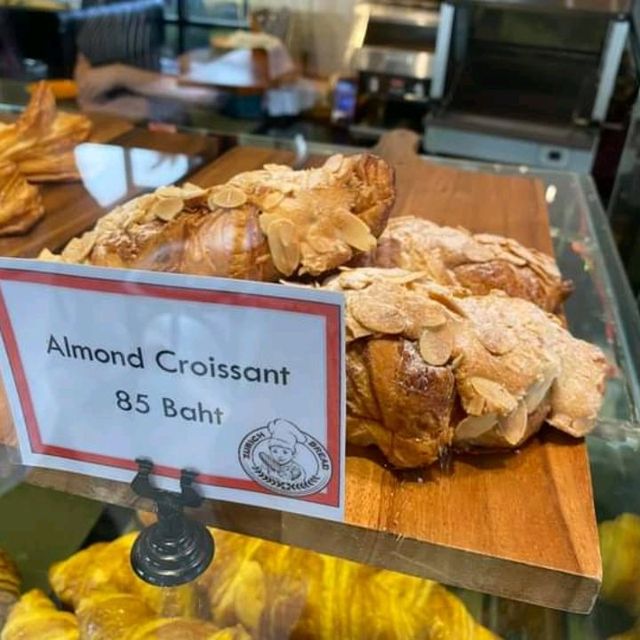 Almond Croissant
85 Baht
ZURICH BREAD